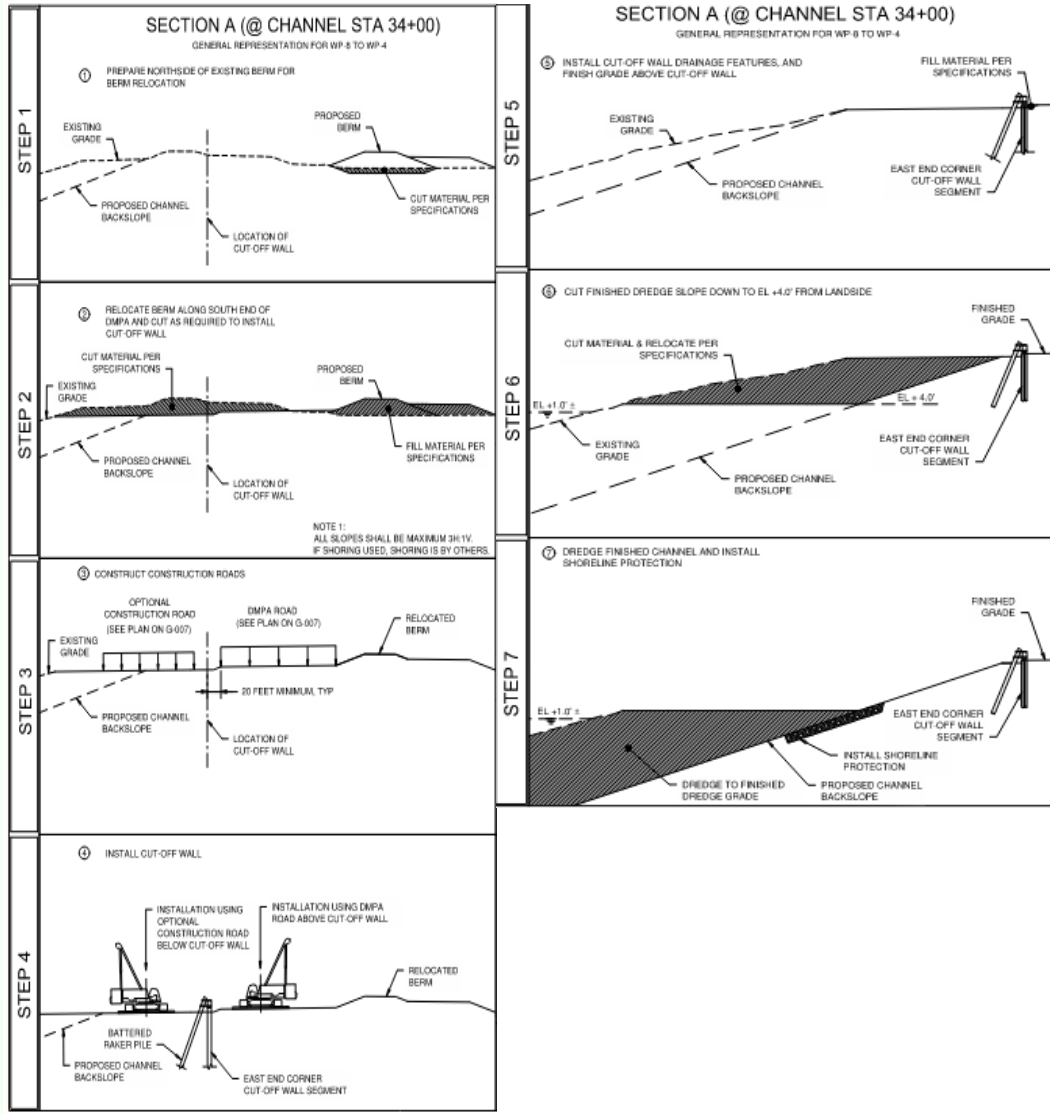 SECTION A (@ CHANNEL STA 34+00)
GENERAL REPRESENTATION FOR WP-8 TO WP-4
STEP 1
1
PREPARE NORTHSIDE OF EXISTING BERM FOR
BERM RELOCATION
EXISTING
GRADE
PROPOSED
BERM
PROPOSED CHANNEL
BACKSLOPE
CUT MATERIAL PER
SPECIFICATIONS
LOCATION OF
CUT-OFF WALL
STEP 2
2
RELOCATE BERM ALONG SOUTH END OF
DMPA AND CUT AS REQUIRED TO INSTALL
CUT-OFF WALL
CUT MATERIAL PER
SPECIFICATIONS
EXISTING
GRADE
PROPOSED
BERM
PROPOSED CHANNEL
BACKSLOPE
FILL MATERIAL PER
SPECIFICATIONS
LOCATION OF
CUT-OFF WALL
NOTE 1:
ALL SLOPES SHALL BE MAXIMUM 3H:1V.
IF SHORING USED, SHORING IS BY OTHERS.
STEP 3
3 CONSTRUCT CONSTRUCTION ROADS
OPTIONAL
CONSTRUCTION ROAD
(SEE PLAN ON G-007)
DMPA ROAD
(SEE PLAN ON G-007)
RELOCATED
BERM
EXISTING
GRADE
20 FEET MINIMUM, TYP
PROPOSED CHANNEL
BACKSLOPE
LOCATION OF
CUT-OFF WALL
STEP 4
4 INSTALL CUT-OFF WALL
INSTALLATION USING
OPTIONAL
CONSTRUCTION ROAD
BELOW CUT-OFF WALL
INSTALLATION USING DMPA
ROAD ABOVE CUT-OFF WALL
RELOCATED
BERM
BATTERED
RAKER PILE
PROPOSED CHANNEL
BACKSLOPE
EAST END CORNER
CUT-OFF WALL SEGMENT
SECTION A (@ CHANNEL STA 34+00)
GENERAL REPRESENTATION FOR WP-8 TO WP-4
STEP 5
5 INSTALL CUT-OFF WALL DRAINAGE FEATURES, AND
FINISH GRADE ABOVE CUT-OFF WALL
FILL MATERIAL PER
SPECIFICATIONS
EXISTING
GRADE
PROPOSED CHANNEL
BACKSLOPE
EAST END CORNER
CUT-OFF WALL
SEGMENT
STEP 6
6 CUT FINISHED DREDGE SLOPE DOWN TO EL +4.0' FROM LANDSIDE
FINISHED
GRADE
CUT MATERIAL & RELOCATE PER
SPECIFICATIONS
EL +1.0' ±
EL + 4.0'
EXISTING
GRADE
EAST END CORNER
CUT-OFF WALL
SEGMENT
PROPOSED CHANNEL
BACKSLOPE
STEP 7
7 DREDGE FINISHED CHANNEL AND INSTALL
SHORELINE PROTECTION
FINISHED
GRADE
EL +1.0' ±
EAST END CORNER
CUT-OFF WALL
SEGMENT
INSTALL SHORELINE
PROTECTION
DREDGE TO FINISHED
DREDGE GRADE
PROPOSED CHANNEL
BACKSLOPE